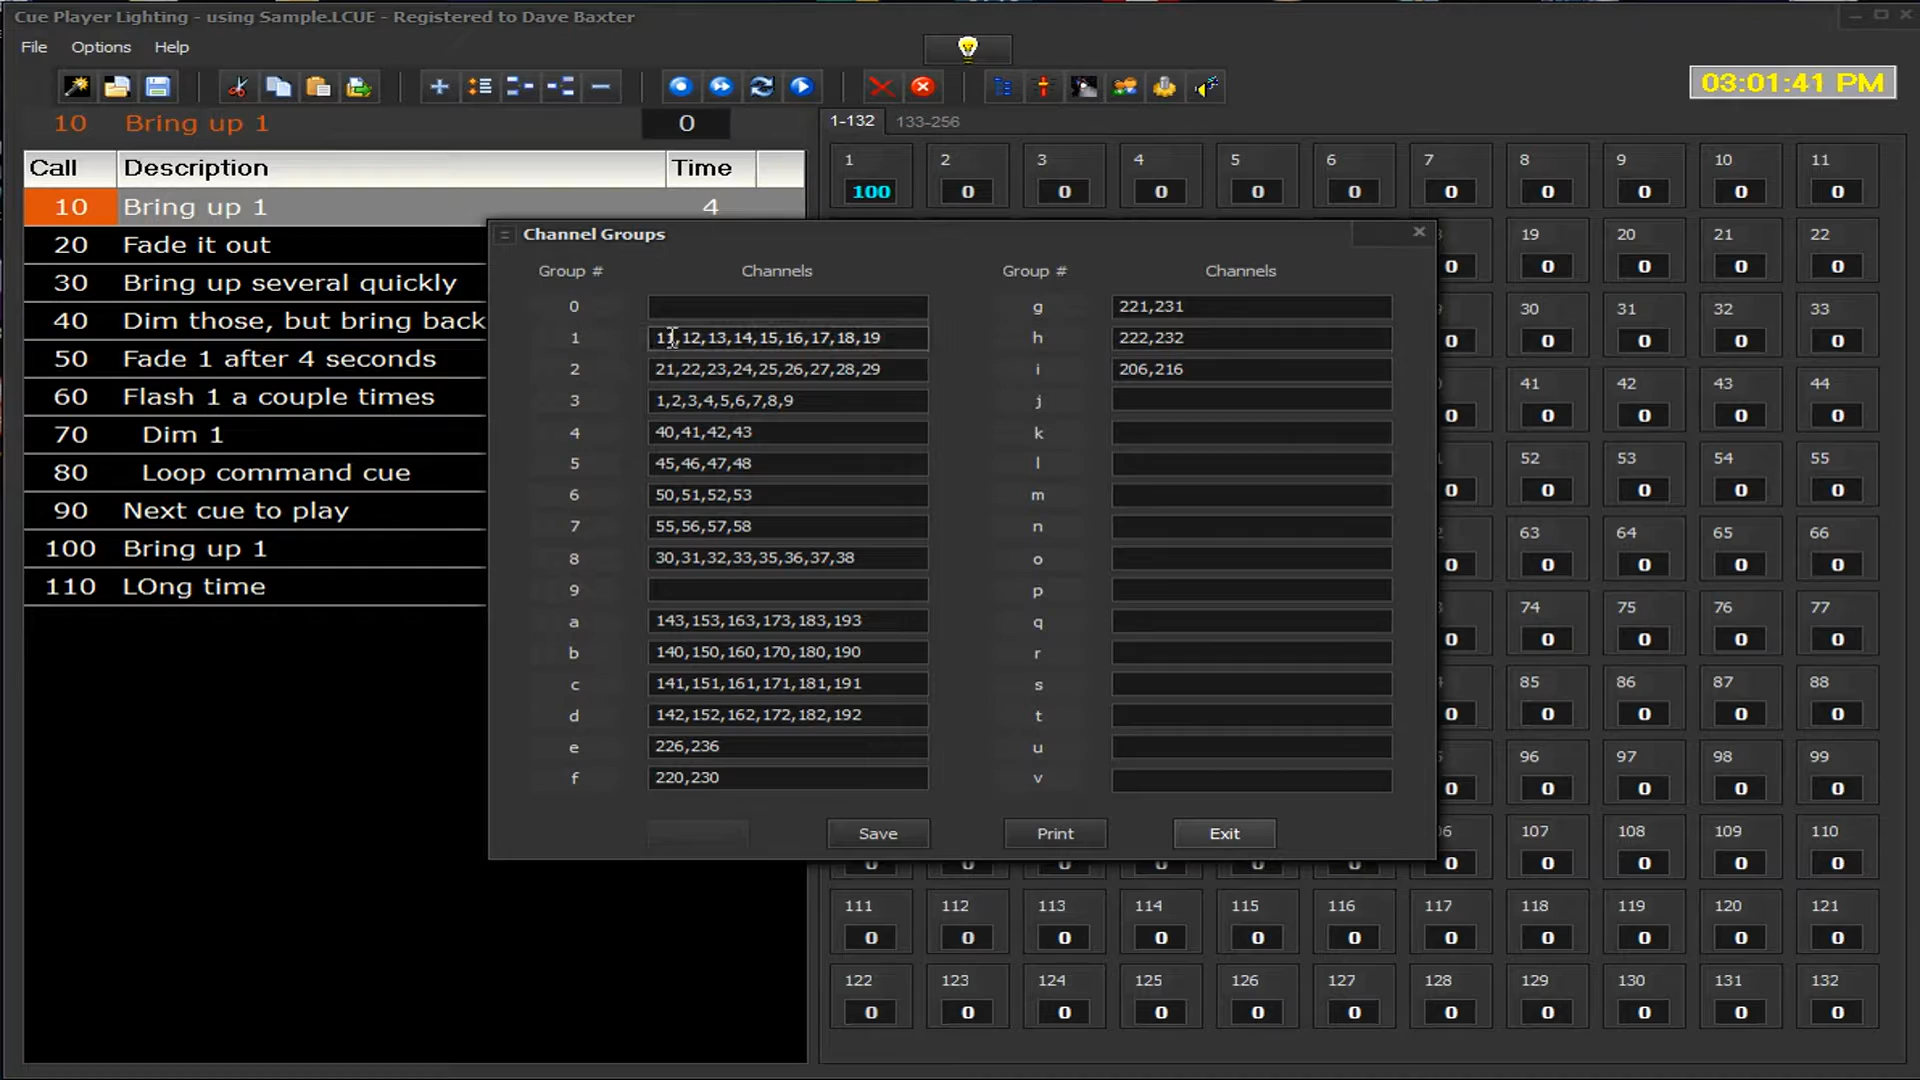 Cue Player Lighting - using Sample.LCUE - Registered to Dave Baxter
File Options Help
03:01:41 PM
10 Bring up 1 0
1-132 133-256
Call Description Time
10 Bring up 1 4
20 Fade it out
30 Bring up several quickly
40 Dim those, but bring back
50 Fade 1 after 4 seconds
60 Flash 1 a couple times
70 Dim 1
80 Loop command cue
90 Next cue to play
100 Bring up 1
110 LOng time
1 2 3 4 5 6 7 8 9 10 11
100 0 0 0 0 0 0 0 0 0 0
Channel Groups
Group # Channels Group # Channels
0 g 221,231
1 11,12,13,14,15,16,17,18,19 h 222,232
2 21,22,23,24,25,26,27,28,29 i 206,216
3 1,2,3,4,5,6,7,8,9 j
4 40,41,42,43 k
5 45,46,47,48 l
6 50,51,52,53 m
7 55,56,57,58 n
8 30,31,32,33,35,36,37,38 o
9 p
a 143,153,163,173,183,193 q
b 140,150,160,170,180,190 r
c 141,151,161,171,181,191 s
d 142,152,162,172,182,192 t
e 226,236 u
f 220,230 v
Save Print Exit
19 20 21 22
0 0 0 0 0
30 31 32 33
0 0 0 0 0
41 42 43 44
0 0 0 0 0
52 53 54 55
0 0 0 0 0
63 64 65 66
0 0 0 0 0
74 75 76 77
0 0 0 0 0
85 86 87 88
0 0 0 0 0
96 97 98 99
0 0 0 0 0
107 108 109 110
0 0 0 0 0 0 0 0 0 0 0
111 112 113 114 115 116 117 118 119 120 121
0 0 0 0 0 0 0 0 0 0 0
122 123 124 125 126 127 128 129 130 131 132
0 0 0 0 0 0 0 0 0 0 0